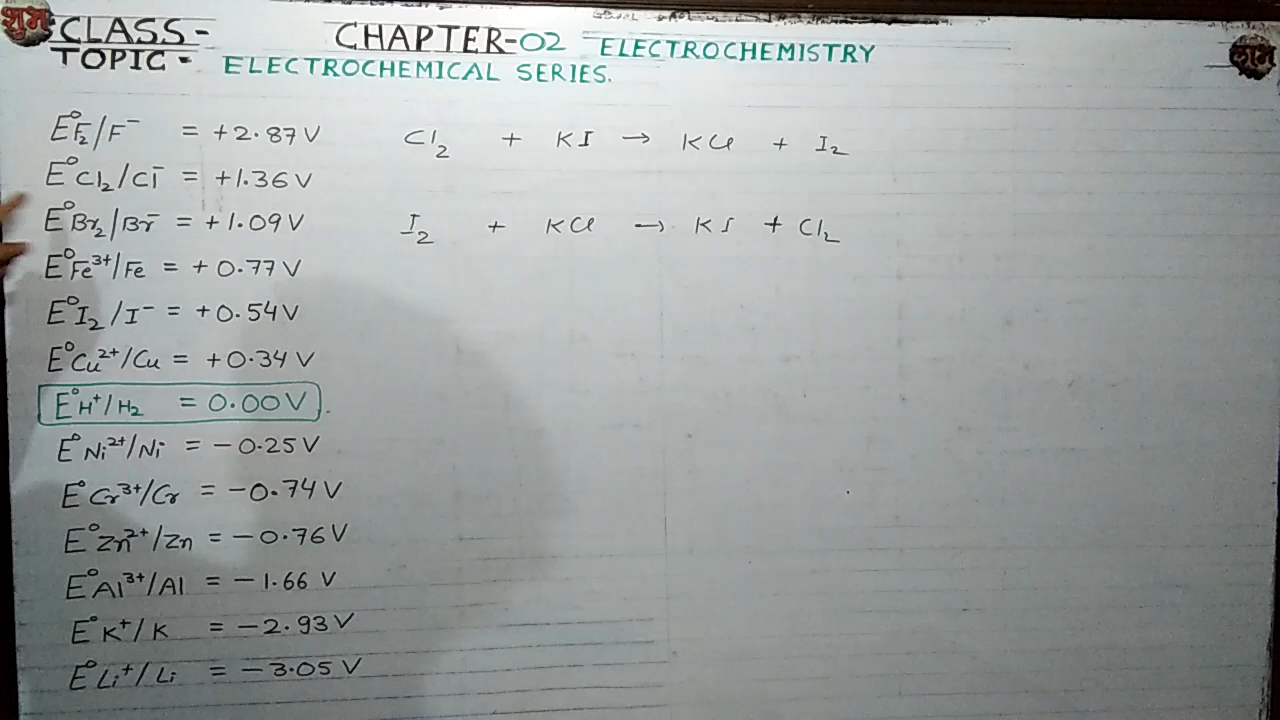 शुभ
CLASS-
CHAPTER-02 ELECTROCHEMISTRY
TOPIC- ELECTROCHEMICAL SERIES.
लाभ
E°F₂/F⁻ = +2.87V
Cl₂ + KI → KCl + I₂
E°Cl₂/Cl⁻ = +1.36V
E°Br₂/Br⁻ = +1.09V
I₂ + KCl → KI + Cl₂
E°Fe³⁺/Fe = +0.77V
E°I₂/I⁻ = +0.54V
E°Cu²⁺/Cu = +0.34V
E°H⁺/H₂ = 0.00V.
E°Ni²⁺/Ni = -0.25V
E°Cr³⁺/Cr = -0.74V
E°Zn²⁺/Zn = -0.76V
E°Al³⁺/Al = -1.66 V
E°K⁺/K = -2.93V
E°Li⁺/Li = -3.05 V